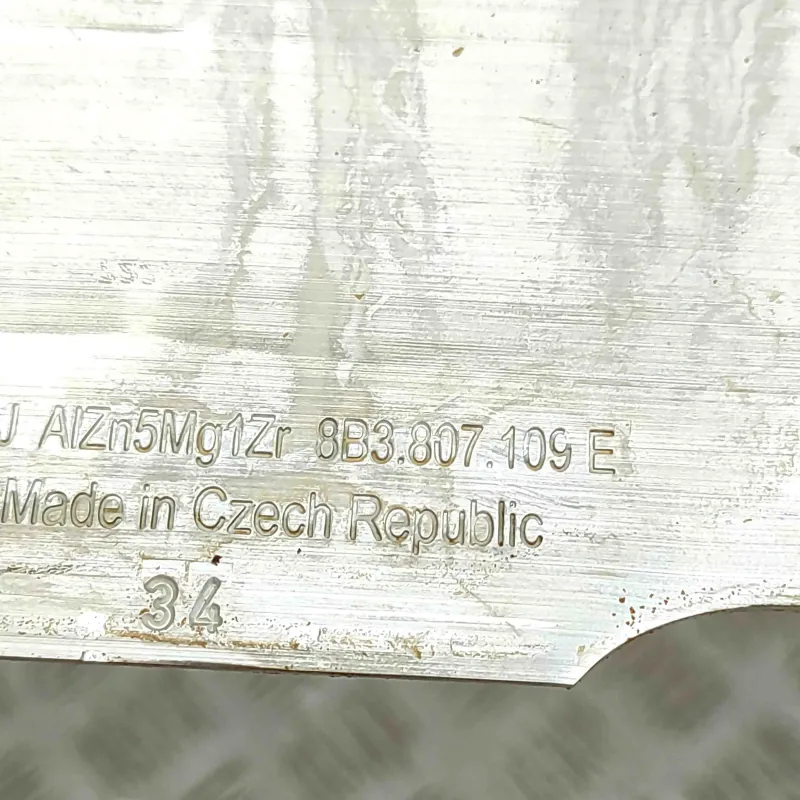 J AlZn5Mg1Zr 8B3.807.109 E
Made in Czech Republic
34